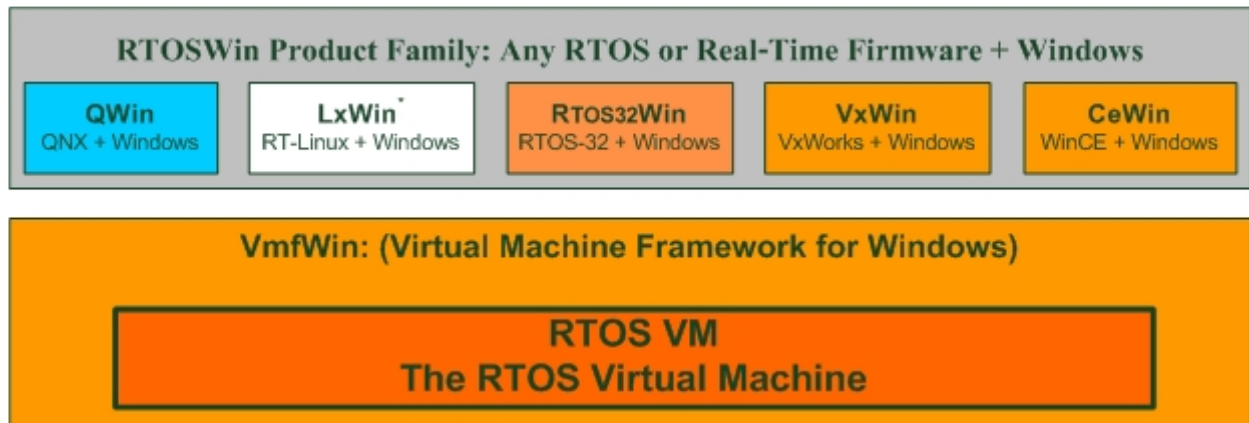 RTOSWin Product Family: Any RTOS or Real-Time Firmware + Windows
QWin
QNX + Windows
LxWin*
RT-Linux + Windows
RTOS32Win
RTOS-32 + Windows
VxWin
VxWorks + Windows
CeWin
WinCE + Windows
VmfWin: (Virtual Machine Framework for Windows)
RTOS VM
The RTOS Virtual Machine